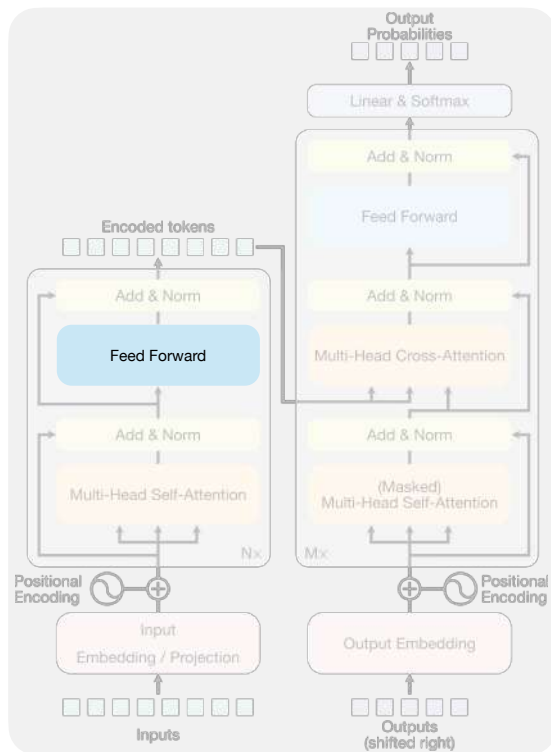 Output
Probabilities
Linear & Softmax
Add & Norm
Feed Forward
Encoded tokens
Add & Norm
Add & Norm
Feed Forward
Multi-Head Cross-Attention
Add & Norm
Add & Norm
Multi-Head Self-Attention
(Masked)
Multi-Head Self-Attention
N×
M×
Positional
Encoding
Positional
Encoding
Input
Embedding / Projection
Output Embedding
Inputs
Outputs
(shifted right)